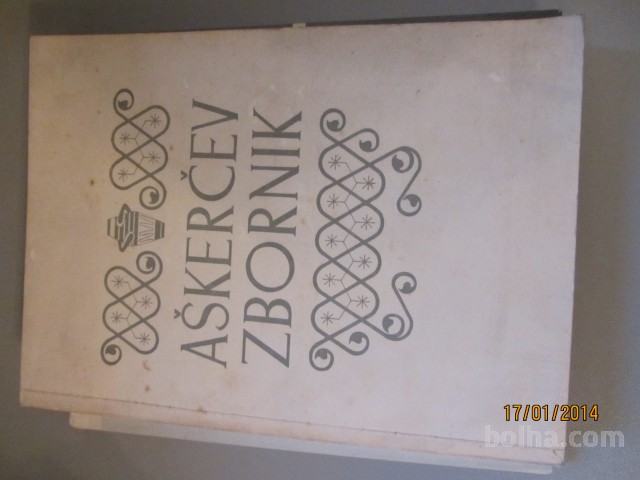 AŠKERČEV
ZBORNIK
17/01/2014
bolha.com